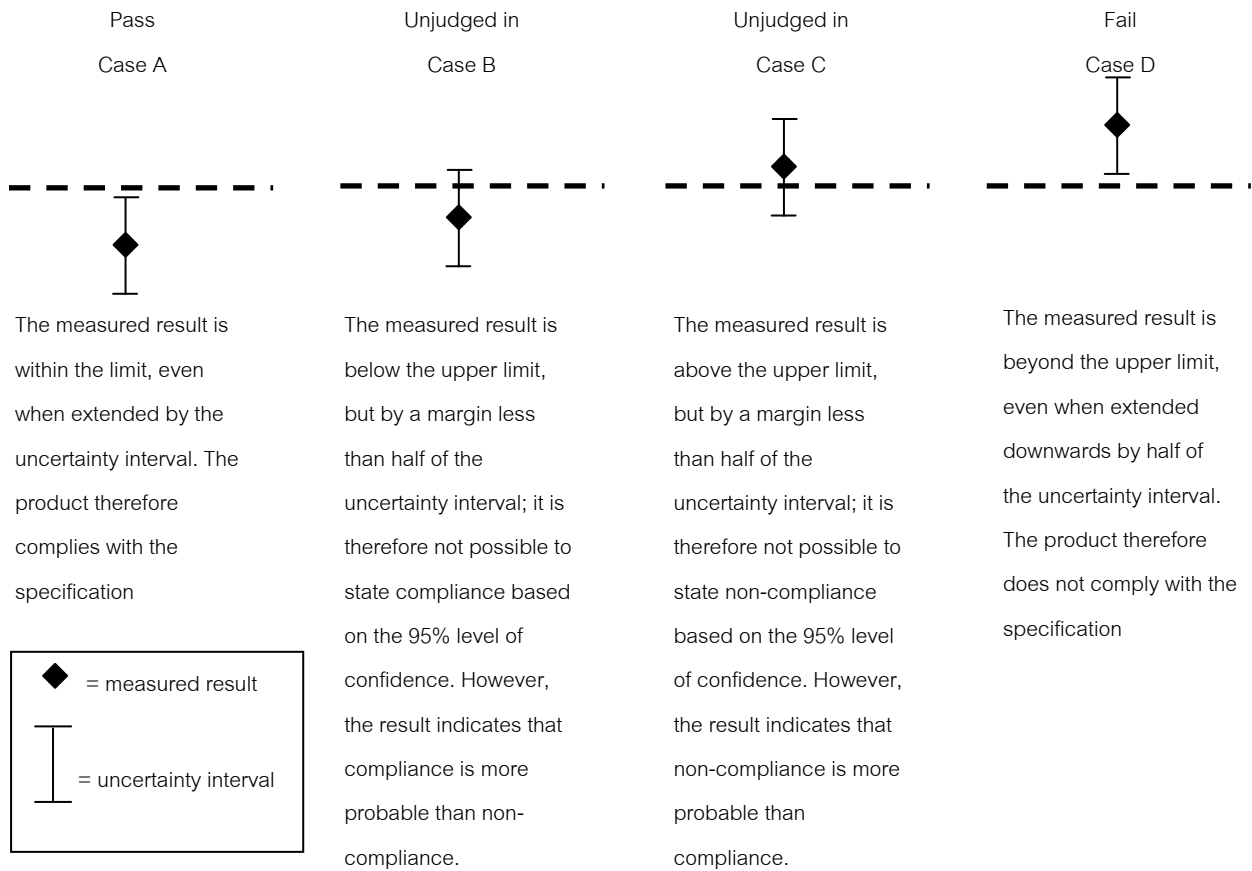 Pass
Case A
The measured result is
within the limit, even
when extended by the
uncertainty interval. The
product therefore
complies with the
specification
Unjudged in
Case B
The measured result is
below the upper limit,
but by a margin less
than half of the
uncertainty interval; it is
therefore not possible to
state compliance based
on the 95% level of
confidence. However,
the result indicates that
compliance is more
probable than non-
compliance.
Unjudged in
Case C
The measured result is
above the upper limit,
but by a margin less
than half of the
uncertainty interval; it is
therefore not possible to
state non-compliance
based on the 95% level
of confidence. However,
the result indicates that
non-compliance is more
probable than
compliance.
Fail
Case D
The measured result is
beyond the upper limit,
even when extended
downwards by half of
the uncertainty interval.
The product therefore
does not comply with the
specification
= measured result
= uncertainty interval